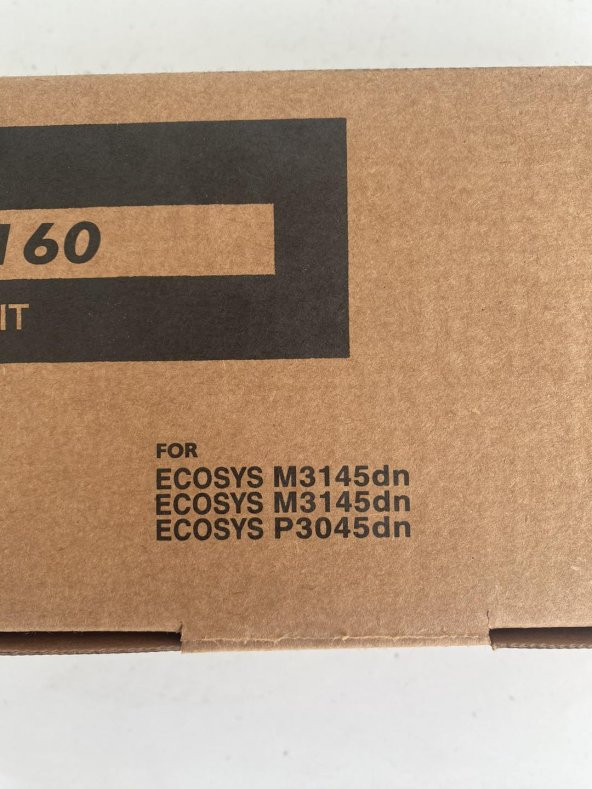 160
IT
FOR
ECOSYS M3145dn
ECOSYS M3145dn
ECOSYS P3045dn